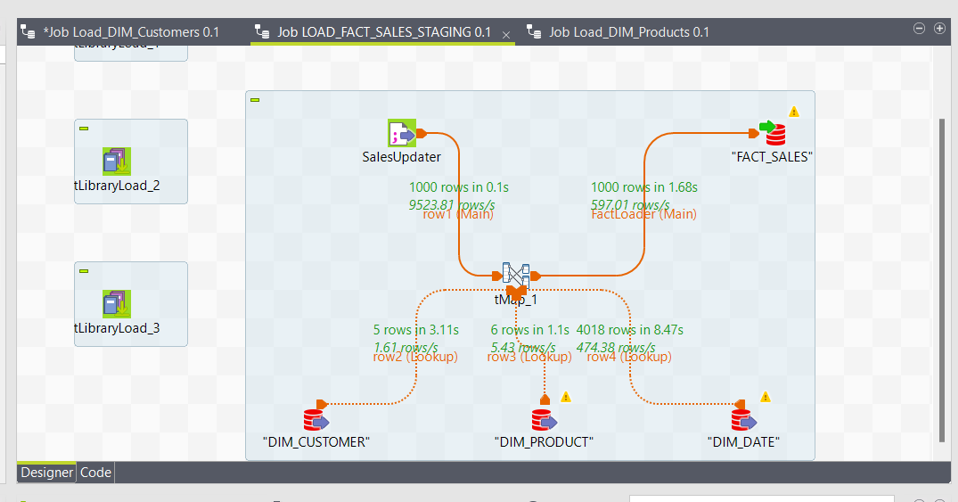 *Job Load_DIM_Customers 0.1
Job LOAD_FACT_SALES_STAGING 0.1
Job Load_DIM_Products 0.1
tLibraryLoad_1
SalesUpdater
"FACT_SALES"
tLibraryLoad_2
1000 rows in 0.1s
9523.81 rows/s
row1 (Main)
1000 rows in 1.68s
597.01 rows/s
FactLoader (Main)
tMap_1
tLibraryLoad_3
5 rows in 3.11s
1.61 rows/s
row2 (Lookup)
6 rows in 1.1s
5.43 rows/s
row3 (Lookup)
4018 rows in 8.47s
474.38 rows/s
row4 (Lookup)
"DIM_CUSTOMER"
"DIM_PRODUCT"
"DIM_DATE"
Designer
Code